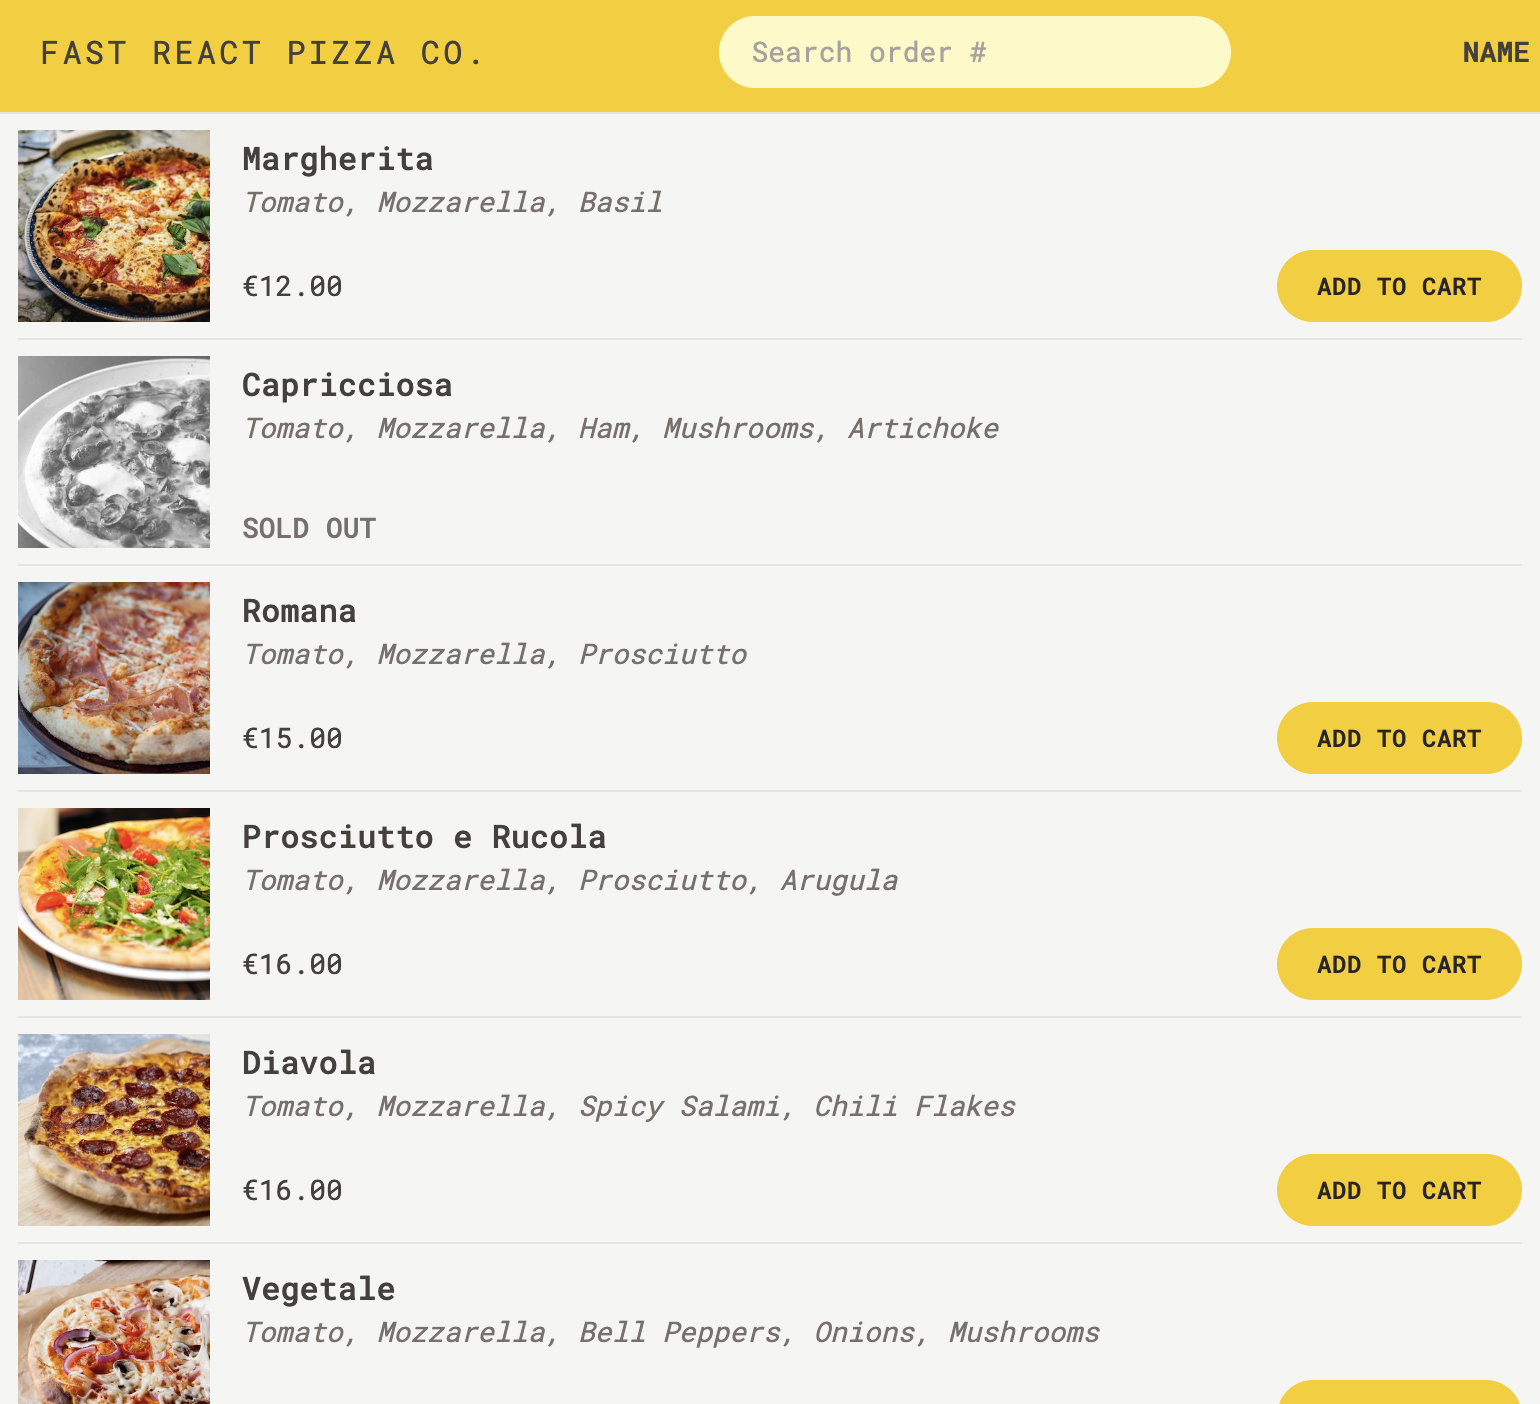 FAST REACT PIZZA CO.
Search order #
NAME
Margherita
Tomato, Mozzarella, Basil
€12.00
ADD TO CART
Capricciosa
Tomato, Mozzarella, Ham, Mushrooms, Artichoke
SOLD OUT
Romana
Tomato, Mozzarella, Prosciutto
€15.00
ADD TO CART
Prosciutto e Rucola
Tomato, Mozzarella, Prosciutto, Arugula
€16.00
ADD TO CART
Diavola
Tomato, Mozzarella, Spicy Salami, Chili Flakes
€16.00
ADD TO CART
Vegetale
Tomato, Mozzarella, Bell Peppers, Onions, Mushrooms